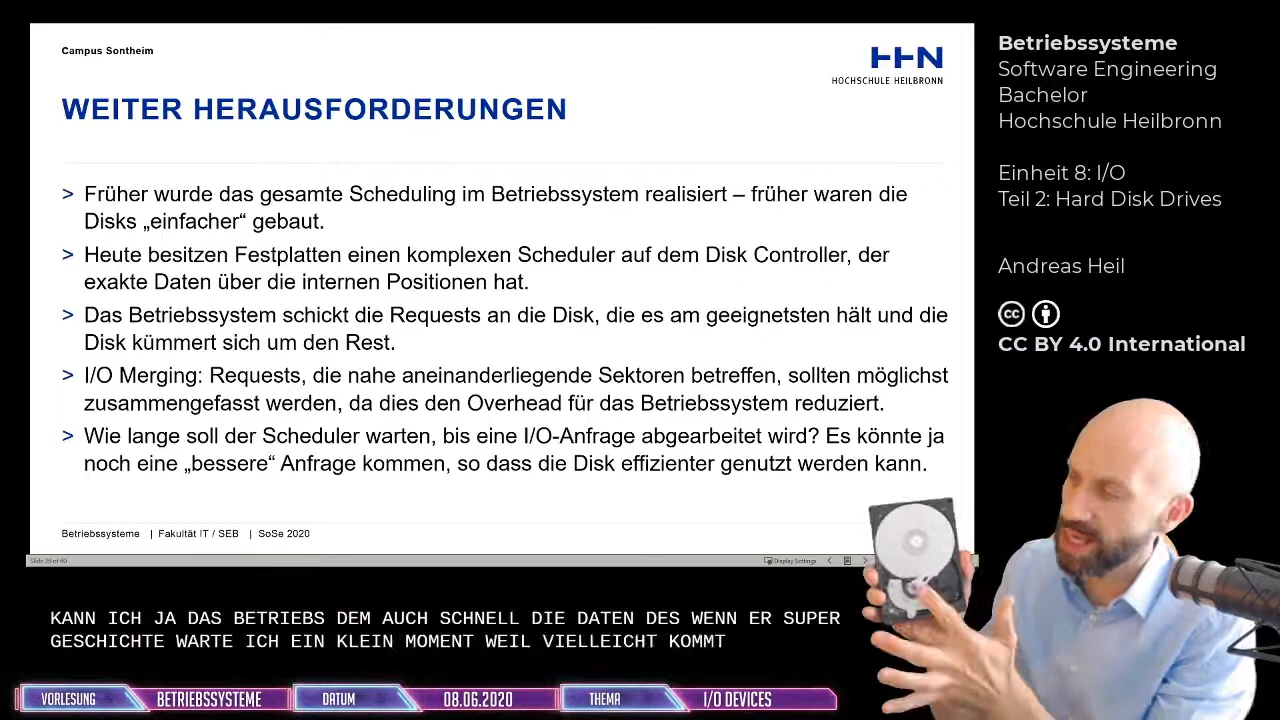 Campus Sontheim
HHN
HOCHSCHULE HEILBRONN
WEITER HERAUSFORDERUNGEN
> Früher wurde das gesamte Scheduling im Betriebssystem realisiert – früher waren die
Disks „einfacher“ gebaut.
> Heute besitzen Festplatten einen komplexen Scheduler auf dem Disk Controller, der
exakte Daten über die internen Positionen hat.
> Das Betriebssystem schickt die Requests an die Disk, die es am geeignetsten hält und die
Disk kümmert sich um den Rest.
> I/O Merging: Requests, die nahe aneinanderliegende Sektoren betreffen, sollten möglichst
zusammengefasst werden, da dies den Overhead für das Betriebssystem reduziert.
> Wie lange soll der Scheduler warten, bis eine I/O-Anfrage abgearbeitet wird? Es könnte ja
noch eine „bessere“ Anfrage kommen, so dass die Disk effizienter genutzt werden kann.
Betriebssysteme | Fakultät IT / SEB | SoSe 2020
Display Settings
Betriebssysteme
Software Engineering
Bachelor
Hochschule Heilbronn
Einheit 8: I/O
Teil 2: Hard Disk Drives
Andreas Heil
cc
CC BY 4.0 International
KANN ICH JA DAS BETRIEBS DEM AUCH SCHNELL DIE DATEN DES WENN ER SUPER
GESCHICHTE WARTE ICH EIN KLEIN MOMENT WEIL VIELLEICHT KOMMT
VORLESUNG BETRIEBSSYSTEME DATUM 08.06.2020 THEMA I/O DEVICES